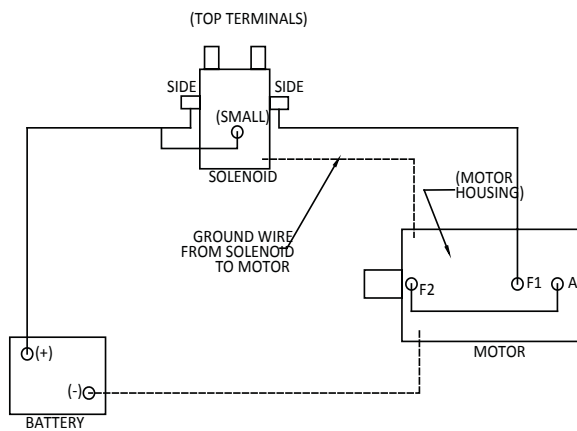 (TOP TERMINALS)
SIDE
SIDE
(SMALL)
SOLENOID
(MOTOR
HOUSING)
GROUND WIRE
FROM SOLENOID
TO MOTOR
F2
F1
A
MOTOR
(+)
(-)
BATTERY